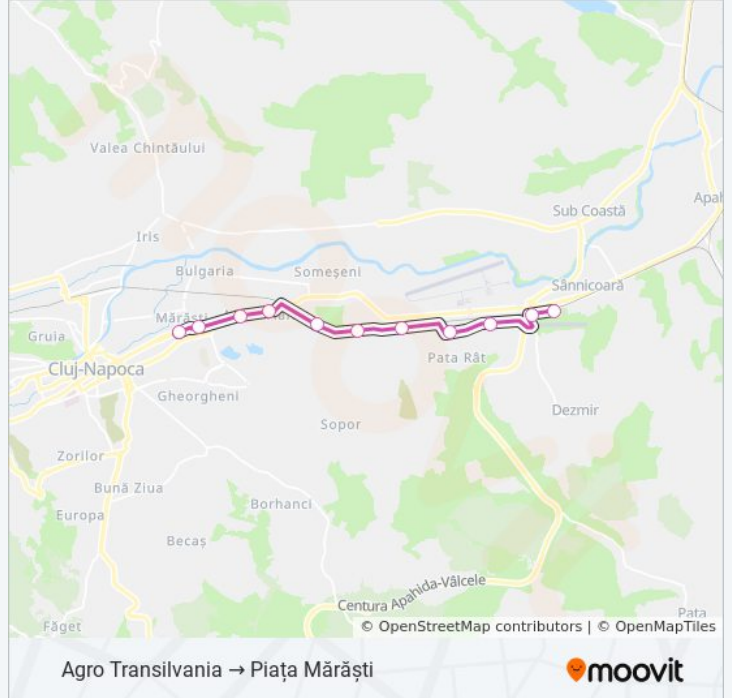 Valea Chintăului
Sub Coastă
Apal
Iris
Bulgaria
Someșeni
Sânnicoară
Mărăști
Gruia
Pata Rât
Cluj-Napoca
Gheorgheni
Dezmir
Sopor
Zorilor
Bună Ziua
Borhanci
Europa
Becaș
Centura Apahida-Vâlcele
Pata
Făget
© OpenStreetMap contributors | © OpenMapTiles
Agro Transilvania → Piața Mărăști
moovit